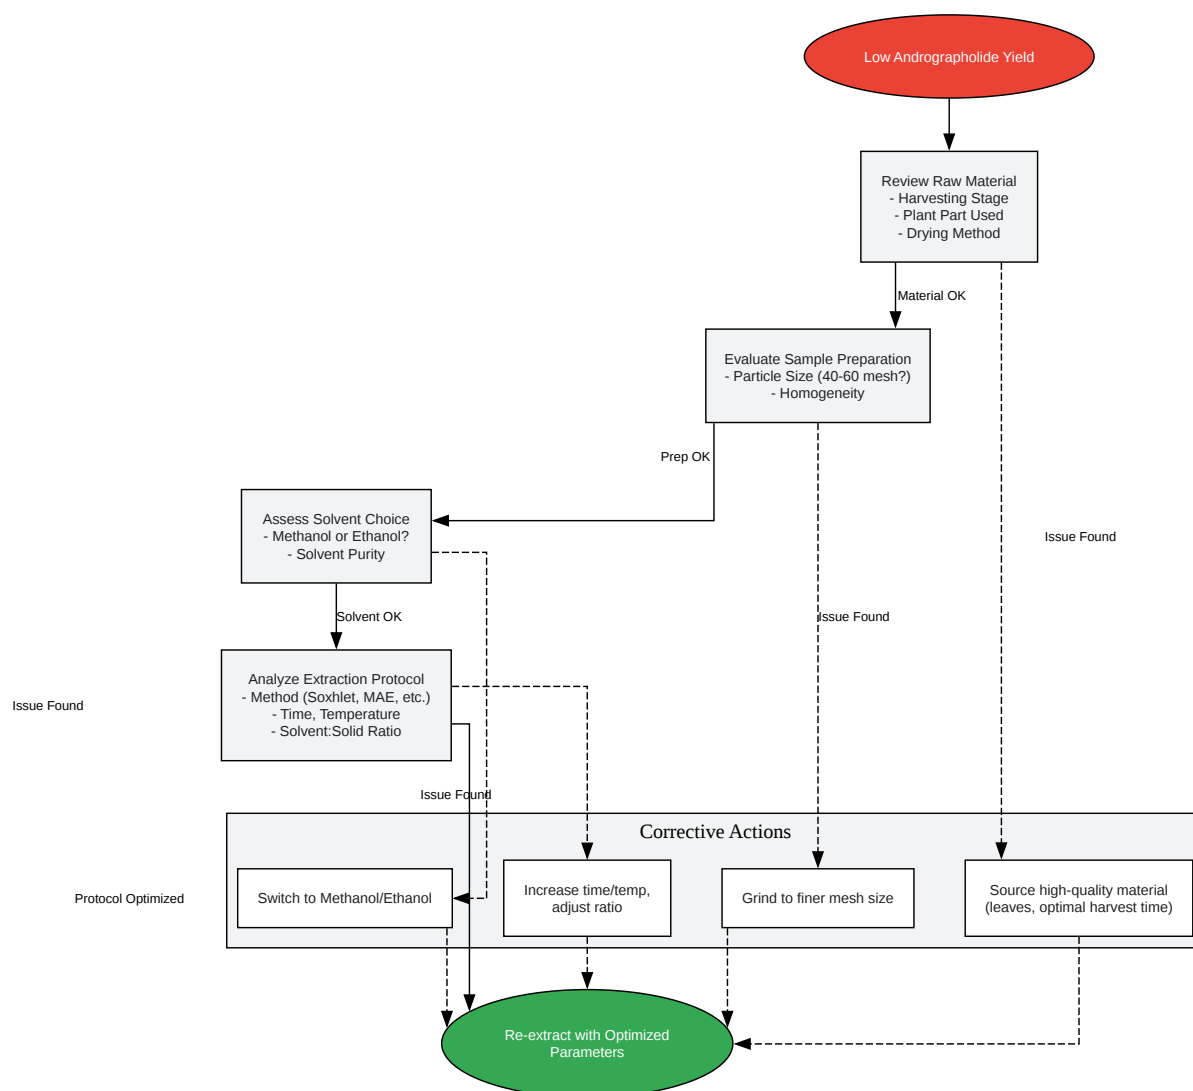 Low Andrographolide Yield
Review Raw Material
- Harvesting Stage
- Plant Part Used
- Drying Method
Material OK
Evaluate Sample Preparation
- Particle Size (40-60 mesh?)
- Homogeneity
Prep OK
Assess Solvent Choice
- Methanol or Ethanol?
- Solvent Purity
Issue Found
Solvent OK
Issue Found
Analyze Extraction Protocol
- Method (Soxhlet, MAE, etc.)
- Time, Temperature
- Solvent:Solid Ratio
Issue Found
Issue Found
Corrective Actions
Protocol Optimized
Switch to Methanol/Ethanol
Increase time/temp,
adjust ratio
Grind to finer mesh size
Source high-quality material
(leaves, optimal harvest time)
Re-extract with Optimized
Parameters